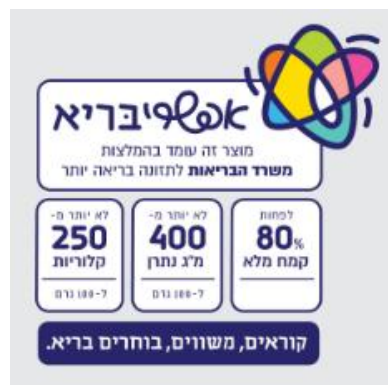 אפשריבריא
מוצר זה עומד בהמלצות
משרד הבריאות לתזונה בריאה יותר
לפחות
80%
קמח מלא
לא יותר מ-
400
מ"ג נתרן
ל-100 גרם
לא יותר מ-
250
קלוריות
ל-100 גרם
קוראים, משווים, בוחרים בריא.